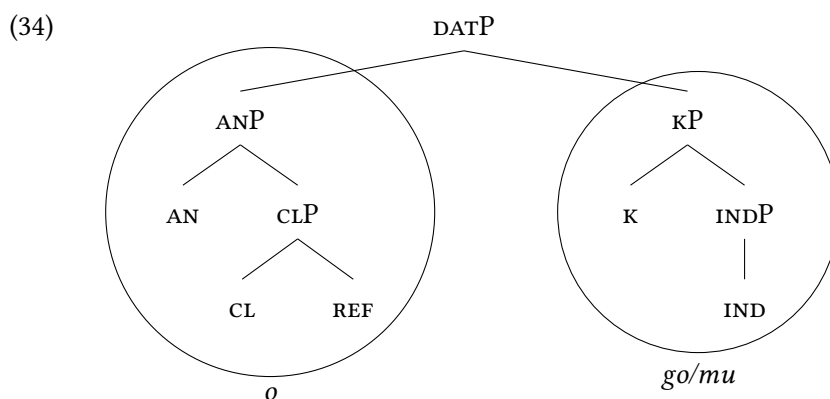 (34)
DATP
ANP KP
AN CLP K INDP
CL REF IND
o go/mu